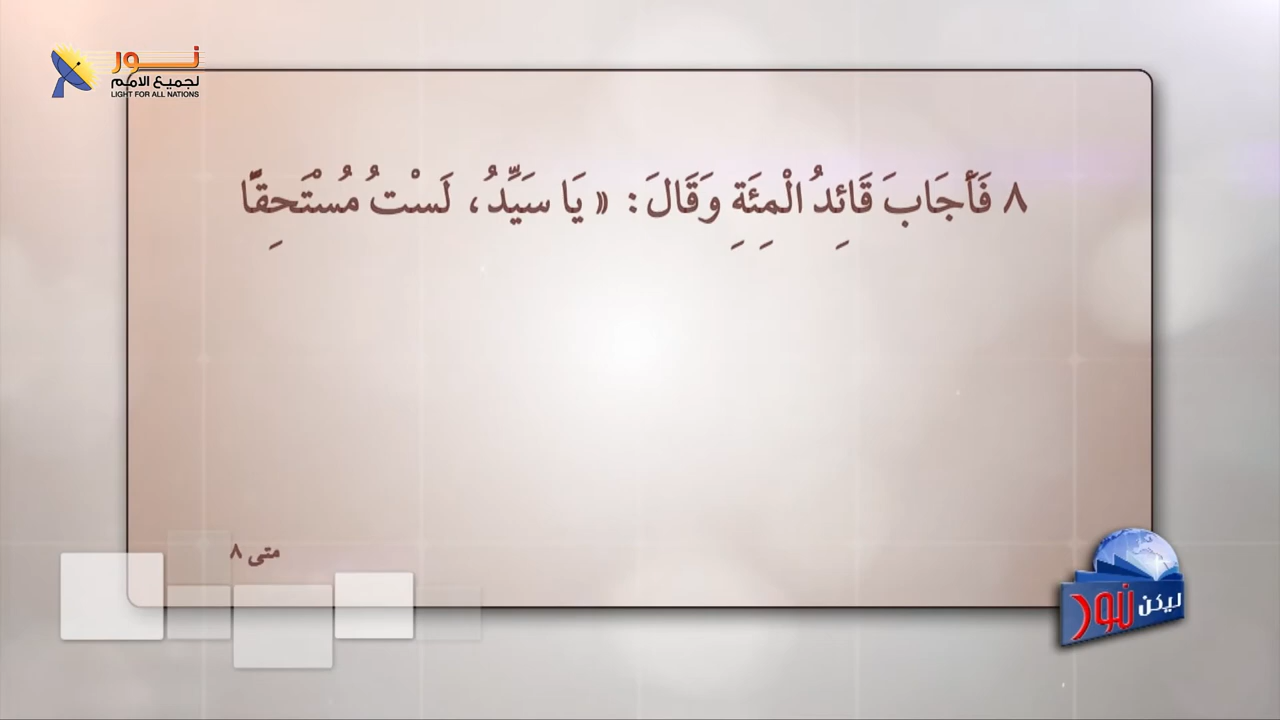 نور
لجميع الامم
LIGHT FOR ALL NATIONS
٨ فَأَجَابَ قَائِدُ الْمِئَةِ وَقَالَ: « يَا سَيِّدُ، لَسْتُ مُسْتَحِقًّا
متى ٨
ليكن نور